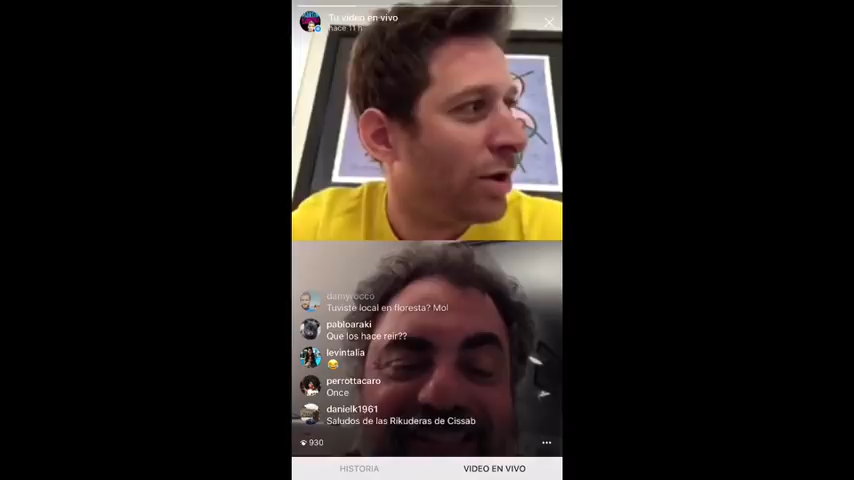 Tu video en vivo
hace 11 h
damyrocco
Tuviste local en floresta? Mol
pabloaraki
Que los hace reir??
levintalia
😂
perrottacaro
Once
danielk1961
Saludos de las Rikuderas de Cissab
930
HISTORIA
VIDEO EN VIVO